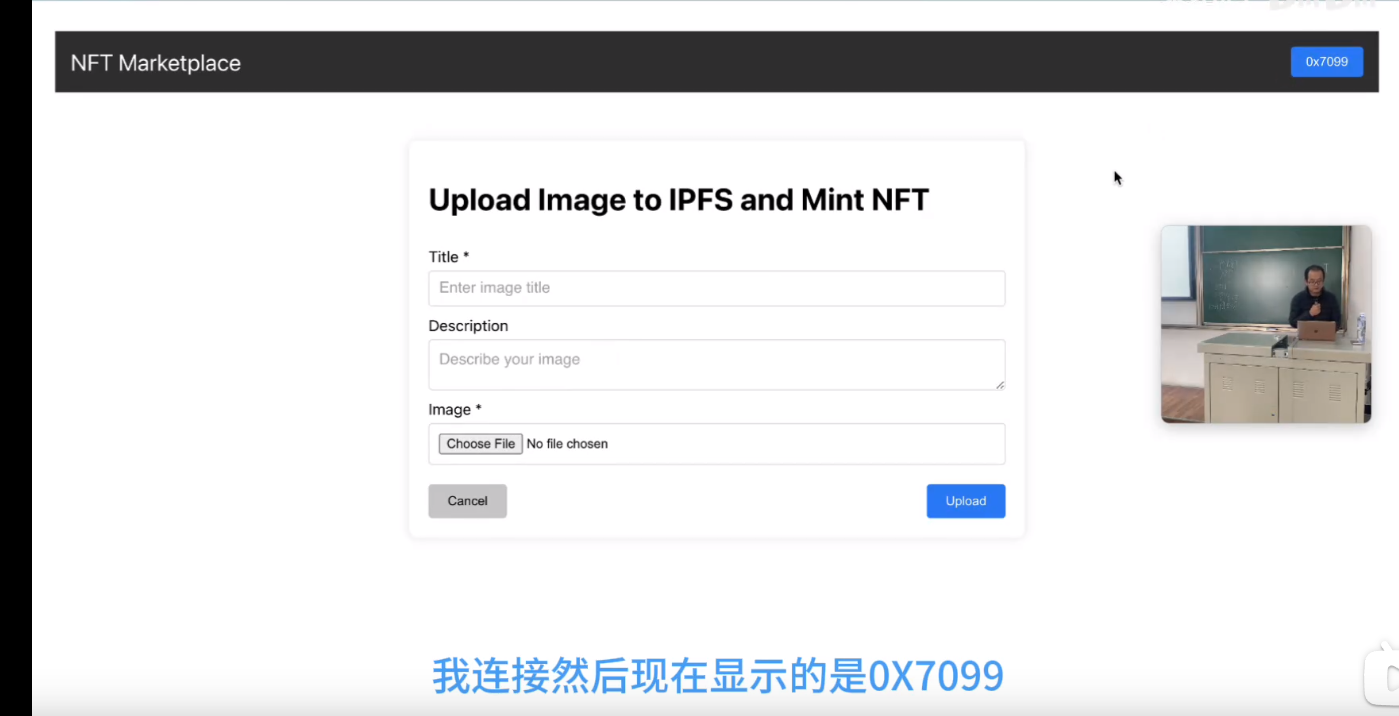 NFT Marketplace
0x7099
Upload Image to IPFS and Mint NFT
Title *
Enter image title
Description
Describe your image
Image *
Choose File No file chosen
Cancel
Upload
我连接然后现在显示的是0X7099